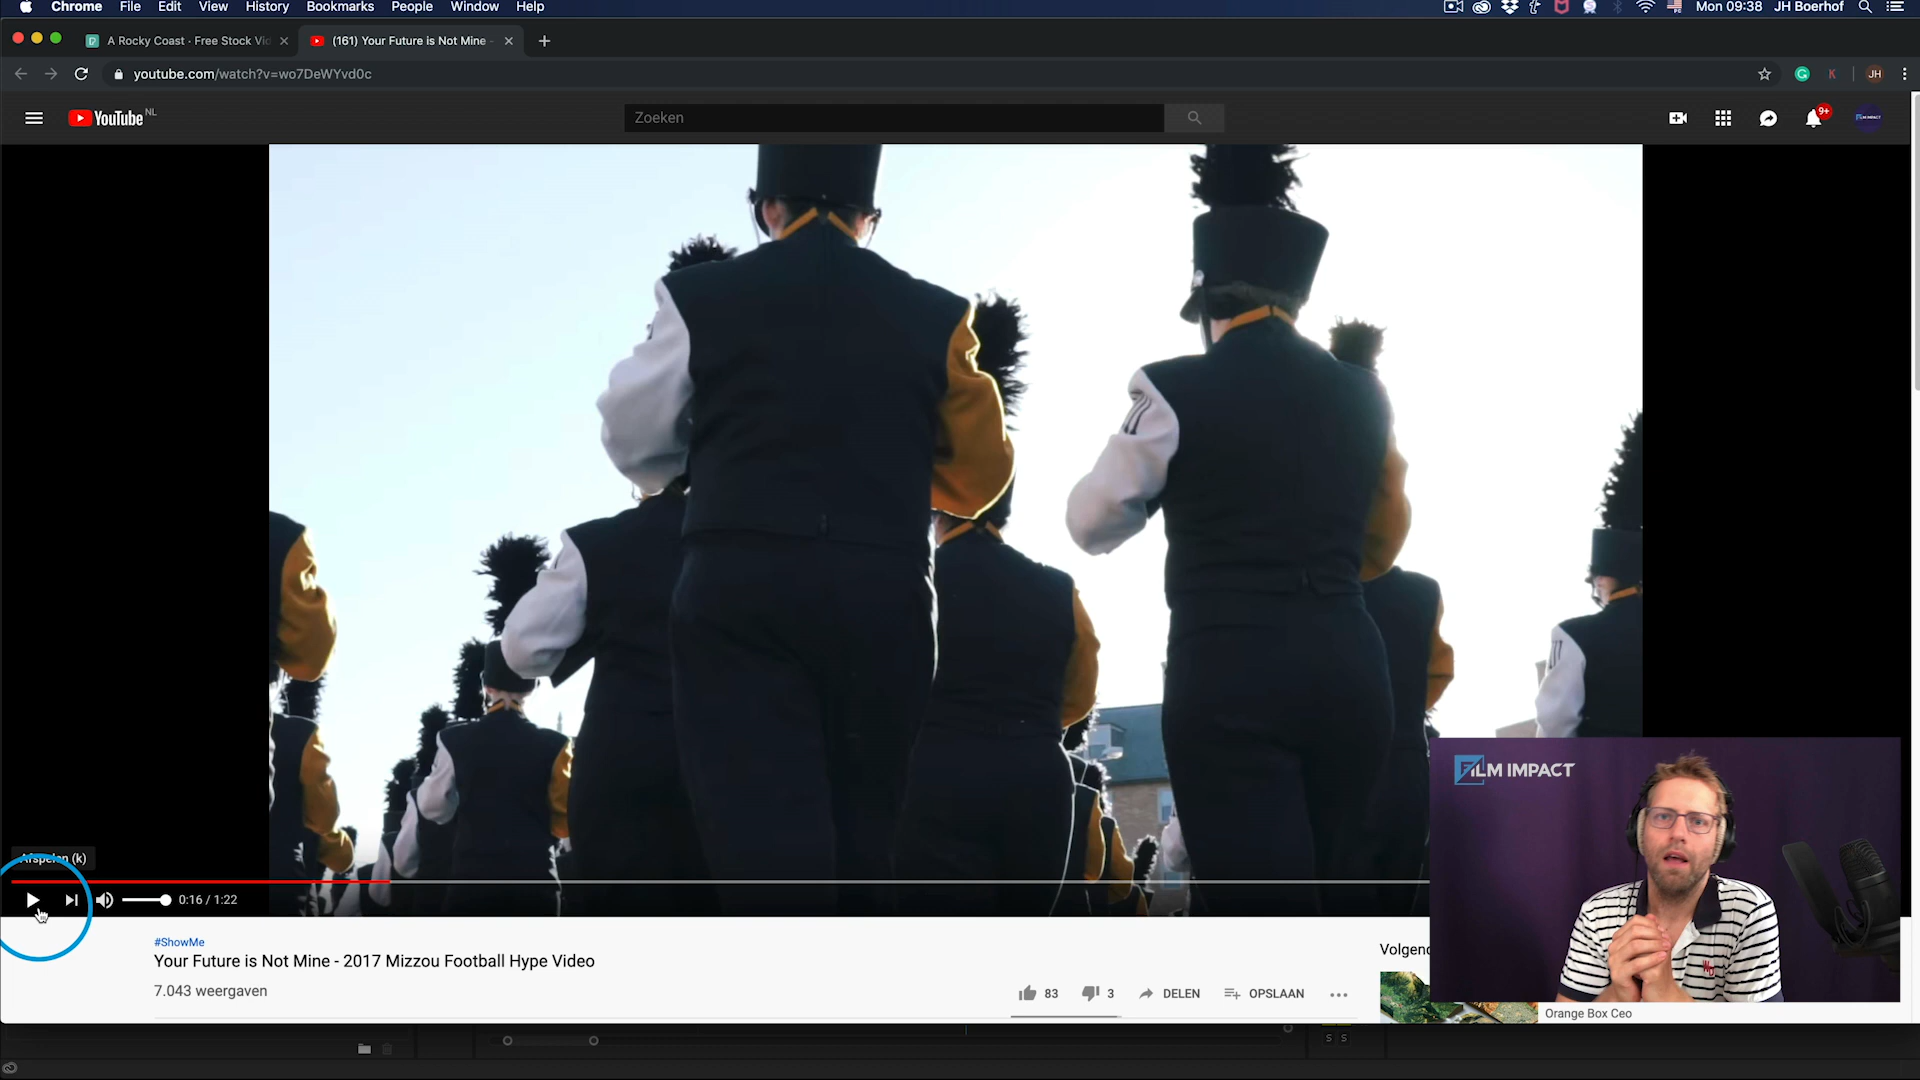 Chrome File Edit View History Bookmarks People Window Help
Mon 09:38 JH Boerhof
A Rocky Coast · Free Stock Vid
(161) Your Future is Not Mine -
youtube.com/watch?v=wo7DeWYvd0c
JH
YouTube NL
Zoeken
9+
FILM IMPACT
Afspelen (k)
0:16 / 1:22
#ShowMe
Your Future is Not Mine - 2017 Mizzou Football Hype Video
7.043 weergaven
83
3
DELEN
OPSLAAN
Volgend
Orange Box Ceo
S S